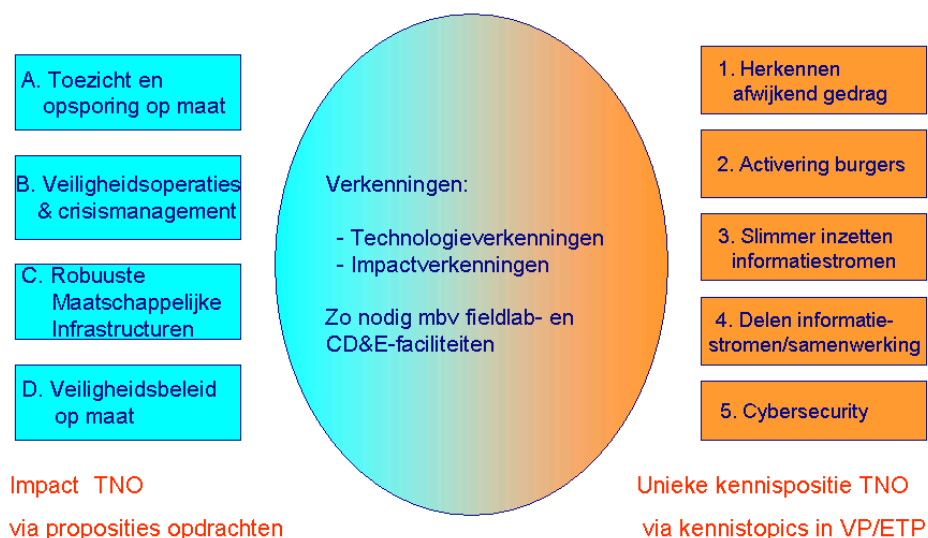 A. Toezicht en
opsporing op maat
B. Veiligheidsoperaties
& crisismanagement
C. Robuuste
Maatschappelijke
Infrastructuren
D. Veiligheidsbeleid
op maat
Impact TNO
via proposities opdrachten
Verkenningen:
- Technologieverkenningen
- Impactverkenningen
Zo nodig mbv fieldlab- en
CD&E-faciliteiten
1. Herkennen
afwijkend gedrag
2. Activering burgers
3. Slimmer inzetten
informatiestromen
4. Delen informatie-
stromen/samenwerking
5. Cybersecurity
Unieke kennispositie TNO
via kennistopics in VP/ETP